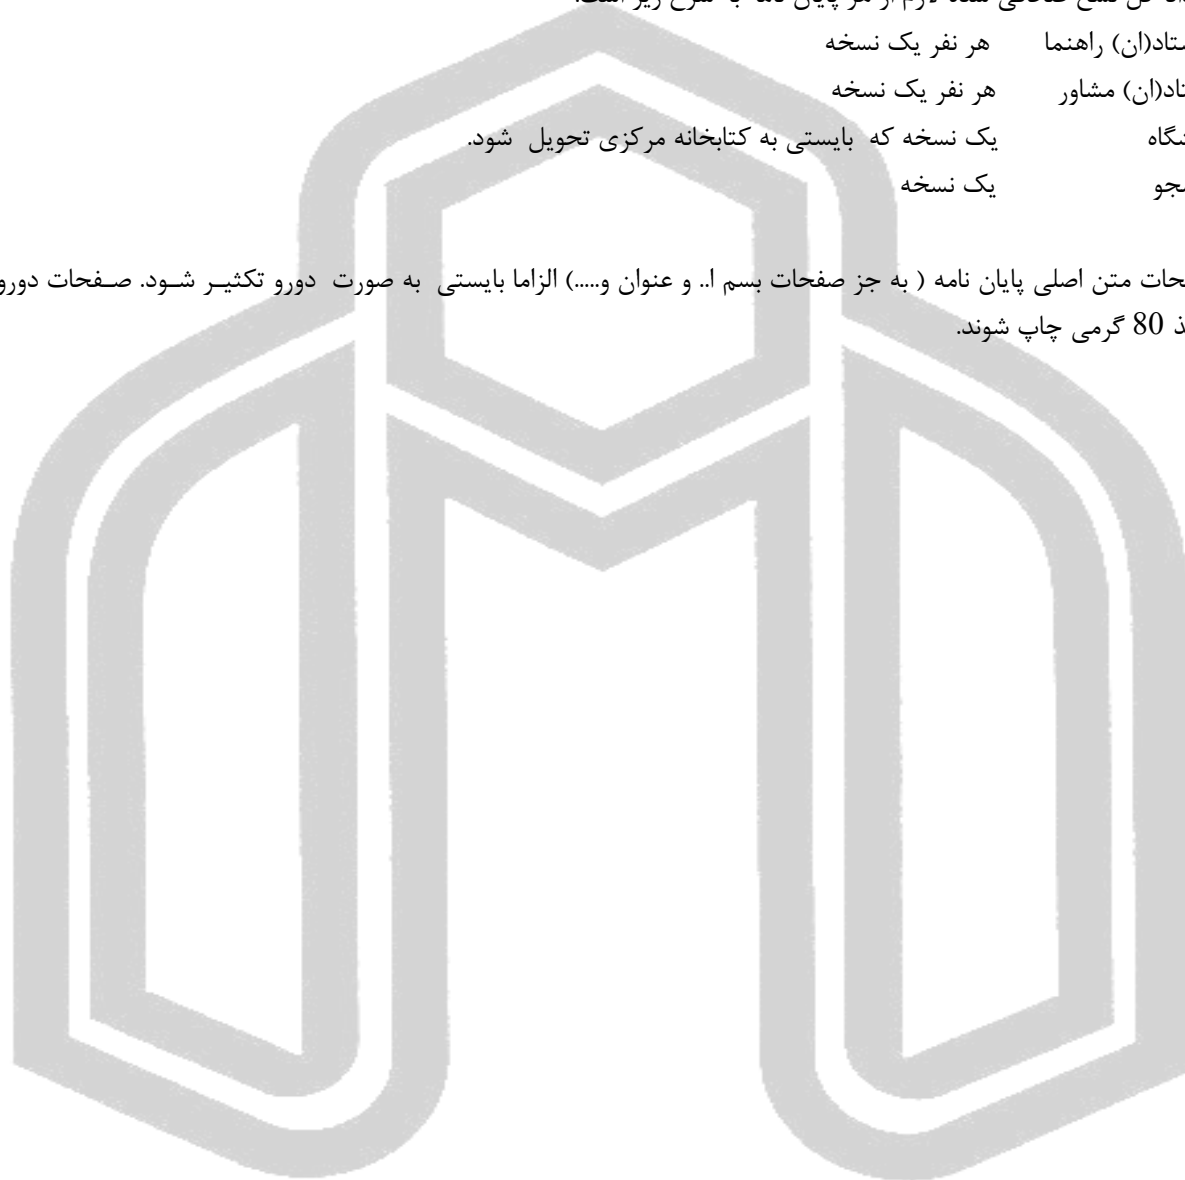 ستاد(ان) راهنما هر نفر یک نسخه
تاد(ان) مشاور هر نفر یک نسخه
شگاه یک نسخه که بایستی به کتابخانه مرکزی تحویل شود.
جو یک نسخه
حات متن اصلی پایان نامه ( به جز صفحات بسم ا.. و عنوان و.....) الزاما بایستی به صورت دورو تکثیـر شـود. صـفحات دورو
ذ 80 گرمی چاپ شوند.